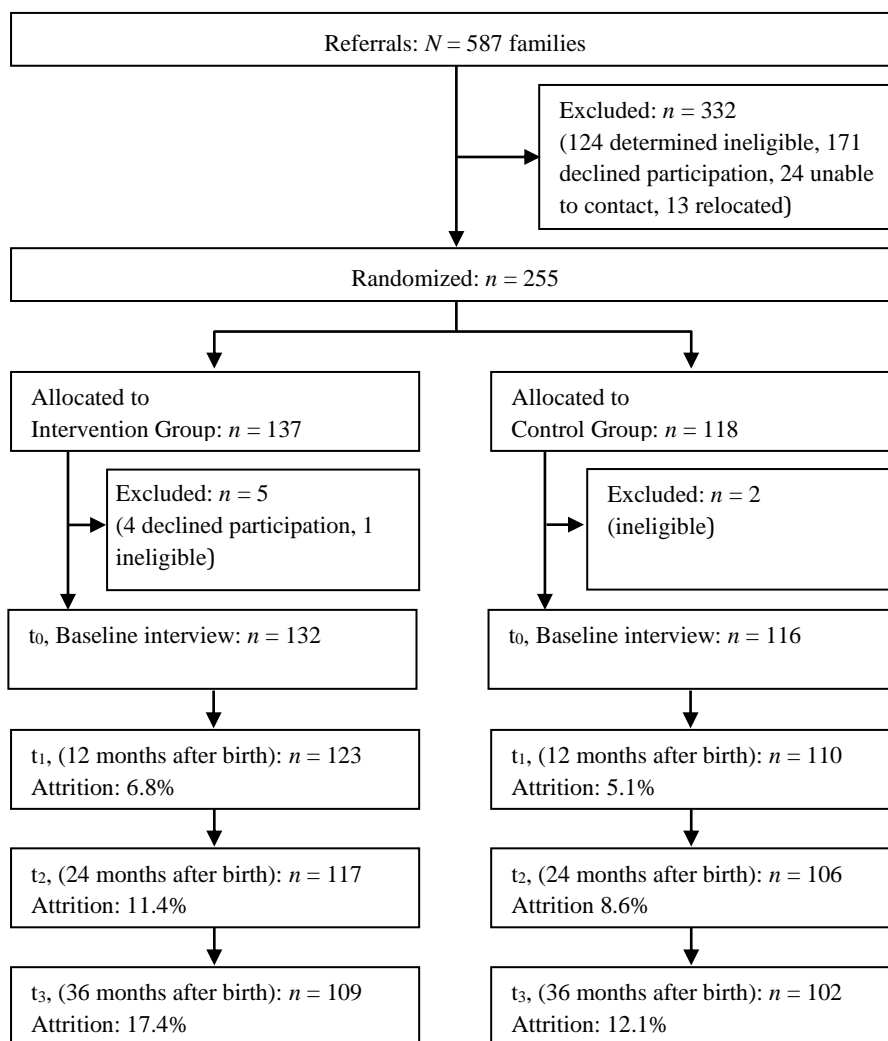 Referrals: N = 587 families
Excluded: n = 332
(124 determined ineligible, 171
declined participation, 24 unable
to contact, 13 relocated)
Randomized: n = 255
Allocated to
Intervention Group: n = 137
Allocated to
Control Group: n = 118
Excluded: n = 5
(4 declined participation, 1
ineligible)
Excluded: n = 2
(ineligible)
t0, Baseline interview: n = 132
t0, Baseline interview: n = 116
t1, (12 months after birth): n = 123
Attrition: 6.8%
t1, (12 months after birth): n = 110
Attrition: 5.1%
t2, (24 months after birth): n = 117
Attrition: 11.4%
t2, (24 months after birth): n = 106
Attrition 8.6%
t3, (36 months after birth): n = 109
Attrition: 17.4%
t3, (36 months after birth): n = 102
Attrition: 12.1%